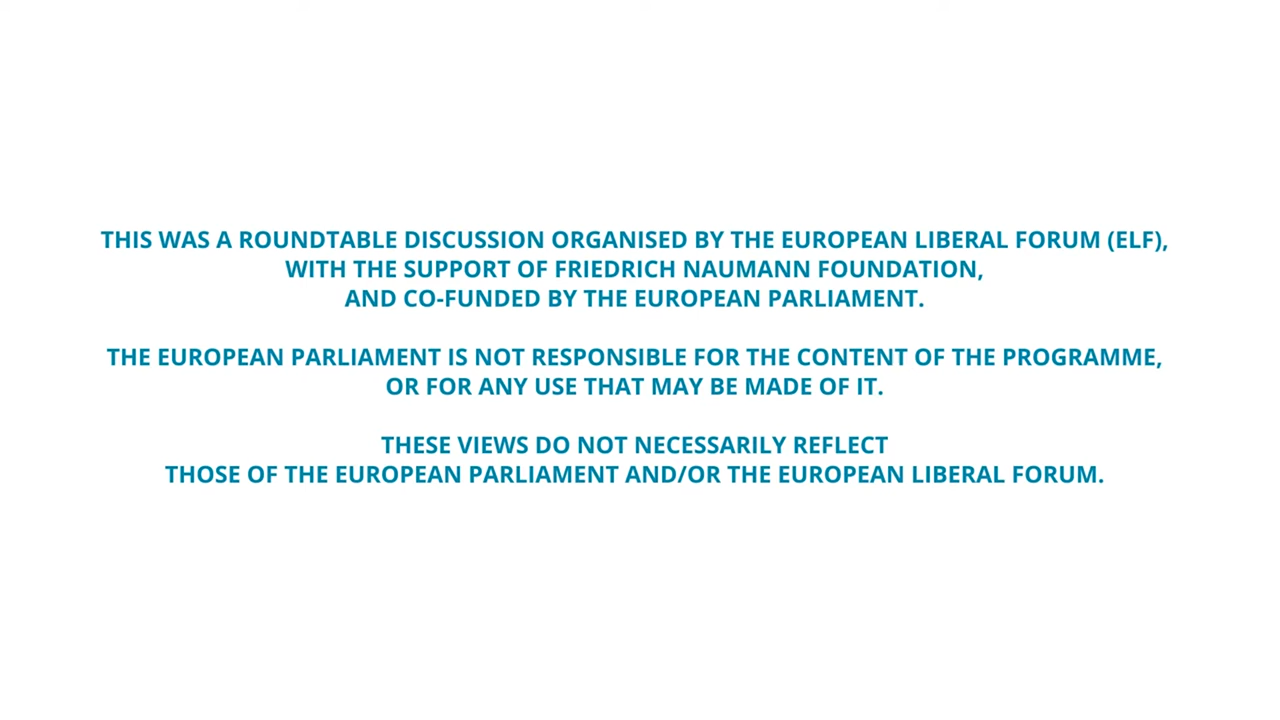 THIS WAS A ROUNDTABLE DISCUSSION ORGANISED BY THE EUROPEAN LIBERAL FORUM (ELF),
WITH THE SUPPORT OF FRIEDRICH NAUMANN FOUNDATION,
AND CO-FUNDED BY THE EUROPEAN PARLIAMENT.
THE EUROPEAN PARLIAMENT IS NOT RESPONSIBLE FOR THE CONTENT OF THE PROGRAMME,
OR FOR ANY USE THAT MAY BE MADE OF IT.
THESE VIEWS DO NOT NECESSARILY REFLECT
THOSE OF THE EUROPEAN PARLIAMENT AND/OR THE EUROPEAN LIBERAL FORUM.